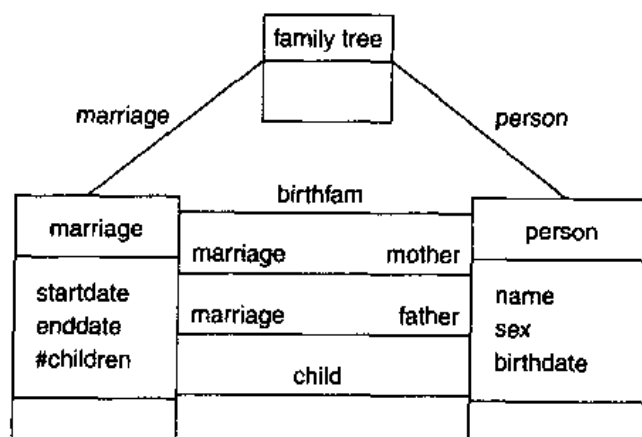 family tree
marriage
person
birthfam
marriage
person
marriage
mother
startdate
enddate
#children
name
sex
birthdate
marriage
father
child